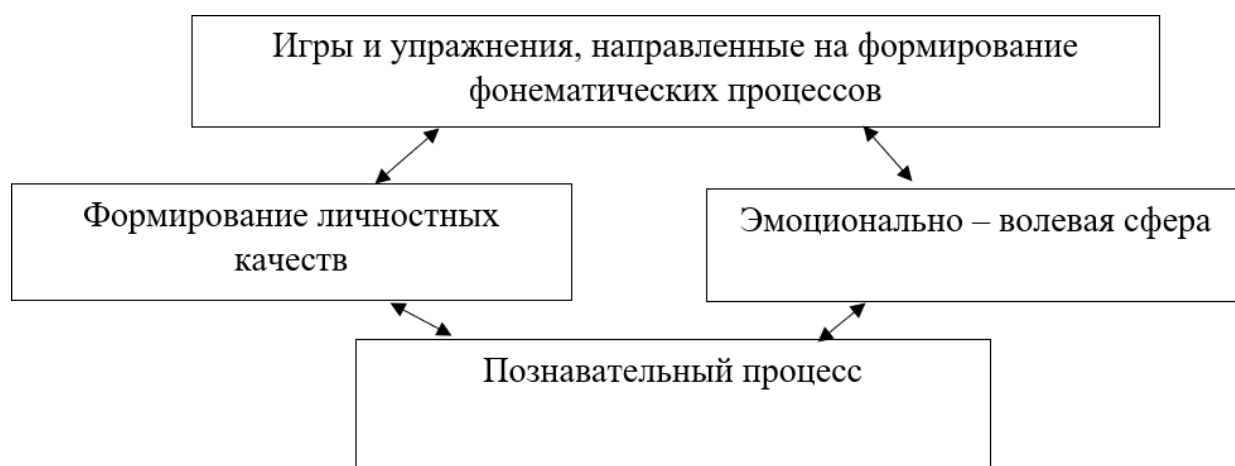 Игры и упражнения, направленные на формирование
фонематических процессов
Формирование личностных
качеств
Эмоционально – волевая сфера
Познавательный процесс